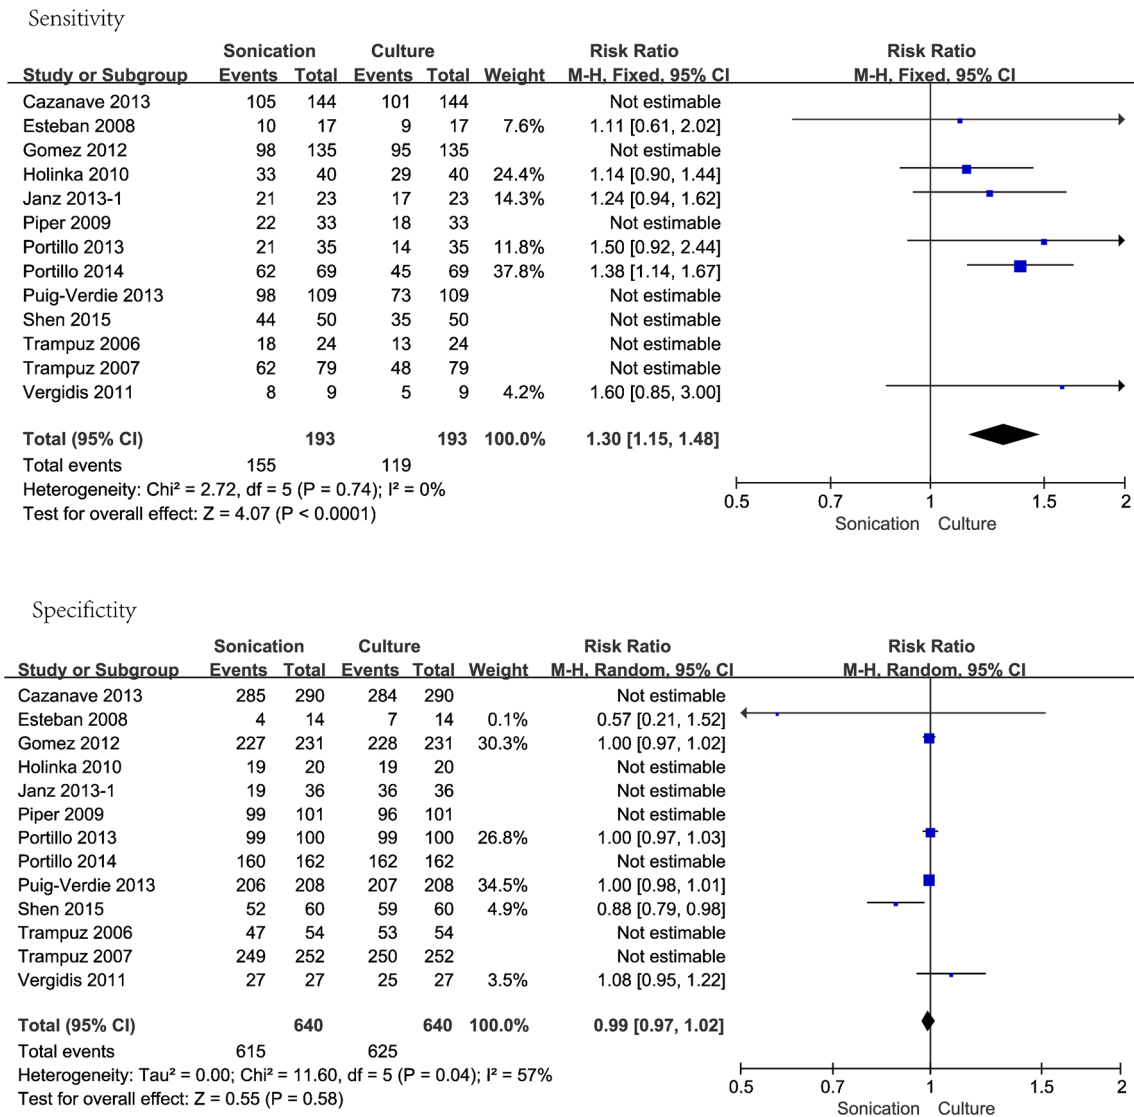 Sensitivity
Sonication Culture Risk Ratio Risk Ratio
Study or Subgroup Events Total Events Total Weight M-H, Fixed, 95% CI M-H, Fixed, 95% CI
Cazanave 2013 105 144 101 144 Not estimable
Esteban 2008 10 17 9 17 7.6% 1.11 [0.61, 2.02]
Gomez 2012 98 135 95 135 Not estimable
Holinka 2010 33 40 29 40 24.4% 1.14 [0.90, 1.44]
Janz 2013-1 21 23 17 23 14.3% 1.24 [0.94, 1.62]
Piper 2009 22 33 18 33 Not estimable
Portillo 2013 21 35 14 35 11.8% 1.50 [0.92, 2.44]
Portillo 2014 62 69 45 69 37.8% 1.38 [1.14, 1.67]
Puig-Verdie 2013 98 109 73 109 Not estimable
Shen 2015 44 50 35 50 Not estimable
Trampuz 2006 18 24 13 24 Not estimable
Trampuz 2007 62 79 48 79 Not estimable
Vergidis 2011 8 9 5 9 4.2% 1.60 [0.85, 3.00]
Total (95% CI) 193 193 100.0% 1.30 [1.15, 1.48]
Total events 155 119
Heterogeneity: Chi² = 2.72, df = 5 (P = 0.74); I² = 0%
Test for overall effect: Z = 4.07 (P < 0.0001)
0.5 0.7 1 1.5 2
Sonication Culture
Specifictity
Sonication Culture Risk Ratio Risk Ratio
Study or Subgroup Events Total Events Total Weight M-H, Random, 95% CI M-H, Random, 95% CI
Cazanave 2013 285 290 284 290 Not estimable
Esteban 2008 4 14 7 14 0.1% 0.57 [0.21, 1.52]
Gomez 2012 227 231 228 231 30.3% 1.00 [0.97, 1.02]
Holinka 2010 19 20 19 20 Not estimable
Janz 2013-1 19 36 36 36 Not estimable
Piper 2009 99 101 96 101 Not estimable
Portillo 2013 99 100 99 100 26.8% 1.00 [0.97, 1.03]
Portillo 2014 160 162 162 162 Not estimable
Puig-Verdie 2013 206 208 207 208 34.5% 1.00 [0.98, 1.01]
Shen 2015 52 60 59 60 4.9% 0.88 [0.79, 0.98]
Trampuz 2006 47 54 53 54 Not estimable
Trampuz 2007 249 252 250 252 Not estimable
Vergidis 2011 27 27 25 27 3.5% 1.08 [0.95, 1.22]
Total (95% CI) 640 640 100.0% 0.99 [0.97, 1.02]
Total events 615 625
Heterogeneity: Tau² = 0.00; Chi² = 11.60, df = 5 (P = 0.04); I² = 57%
Test for overall effect: Z = 0.55 (P = 0.58)
0.5 0.7 1 1.5 2
Sonication Culture